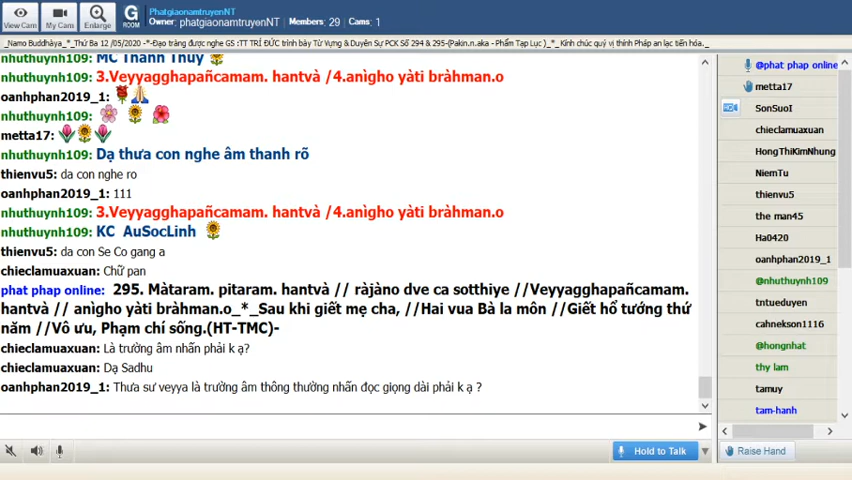 View Cam
My Cam
Enlarge
G
ROOM
PhatgiaonamtruyenNT
Owner: phatgiaonamtruyenNT | Members: 29 | Cams: 1
_Namo Buddhàya_*_Thứ Ba 12 /05/2020 -*-Đạo tràng được nghe GS :TT TRÍ ĐỨC trình bày Từ Vựng &Duyên Sự PCK Số 294 & 295-(Pakin.n.aka - Phẩm Tạp Lục )_*_ Kính chúc quý vị thính Pháp an lạc tiến hóa._
nhuthuynh109: MC Thanh Thuy
nhuthuynh109: 3.Veyyagghapañcamam. hantvà /4.anìgho yàti bràhman.o
oanhphan2019_1:
nhuthuynh109:
metta17:
nhuthuynh109: Dạ thưa con nghe âm thanh rõ
thienvu5: da con nghe ro
oanhphan2019_1: 111
nhuthuynh109: 3.Veyyagghapañcamam. hantvà /4.anìgho yàti bràhman.o
nhuthuynh109: KC AuSocLinh
thienvu5: da con Se Co gang a
chieclamuaxuan: Chữ pan
phat phap online: 295. Màtaram. pitaram. hantvà // ràjàno dve ca sotthiye //Veyyagghapañcamam.
hantvà // anìgho yàti bràhman.o_*_Sau khi giết mẹ cha, //Hai vua Bà la môn //Giết hổ tướng thứ
năm //Vô ưu, Phạm chí sống.(HT-TMC)-
chieclamuaxuan: Là trường âm nhấn phải k ạ?
chieclamuaxuan: Dạ Sadhu
oanhphan2019_1: Thưa sư veyya là trường âm thông thường nhấn đọc giọng dài phải k ạ ?
Hold to Talk
@phat phap online
metta17
SonSuoI
chieclamuaxuan
HongThiKimNhung
NiemTu
thienvu5
the man45
Ha0420
oanhphan2019_1
@nhuthuynh109
tntueduyen
cahnekson1116
@hongnhat
thy lam
tamuy
tam-hanh
Raise Hand